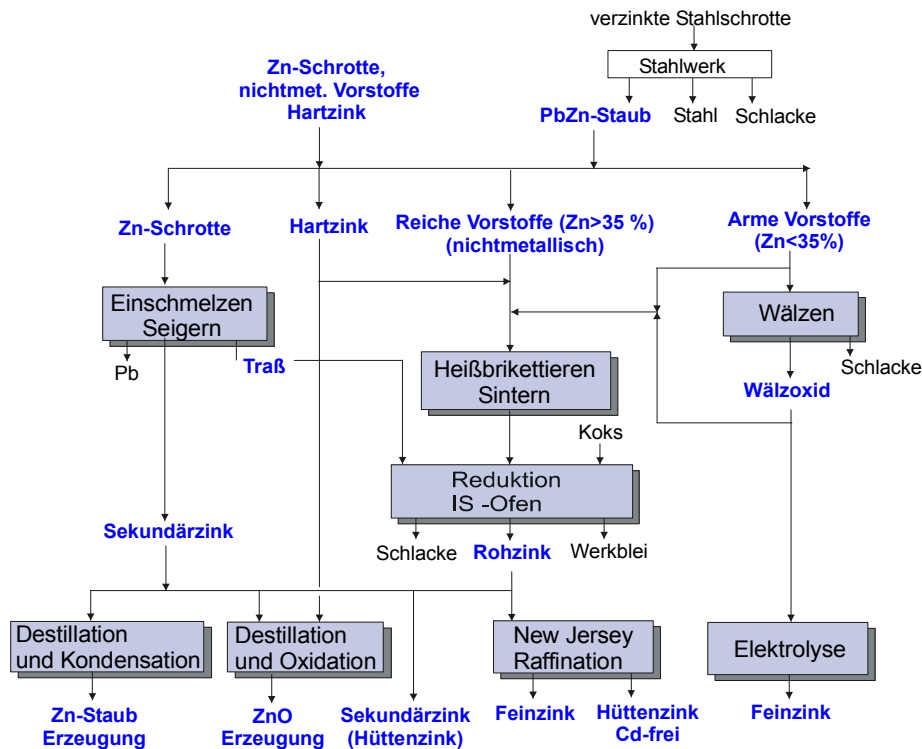 verzinkte Stahlschrotte
Stahlwerk
Zn-Schrotte,
nichtmet. Vorstoffe
Hartzink
PbZn-Staub
Stahl
Schlacke
Zn-Schrotte
Hartzink
Reiche Vorstoffe (Zn>35 %)
(nichtmetallisch)
Arme Vorstoffe
(Zn<35%)
Einschmelzen
Seigern
Wälzen
Pb
Traß
Schlacke
Heißbrikettieren
Sintern
Wälzoxid
Koks
Reduktion
IS -Ofen
Sekundärzink
Schlacke
Rohzink
Werkblei
Destillation
und Kondensation
Destillation
und Oxidation
New Jersey
Raffination
Elektrolyse
Zn-Staub
Erzeugung
ZnO
Erzeugung
Sekundärzink
(Hüttenzink)
Feinzink
Hüttenzink
Cd-frei
Feinzink